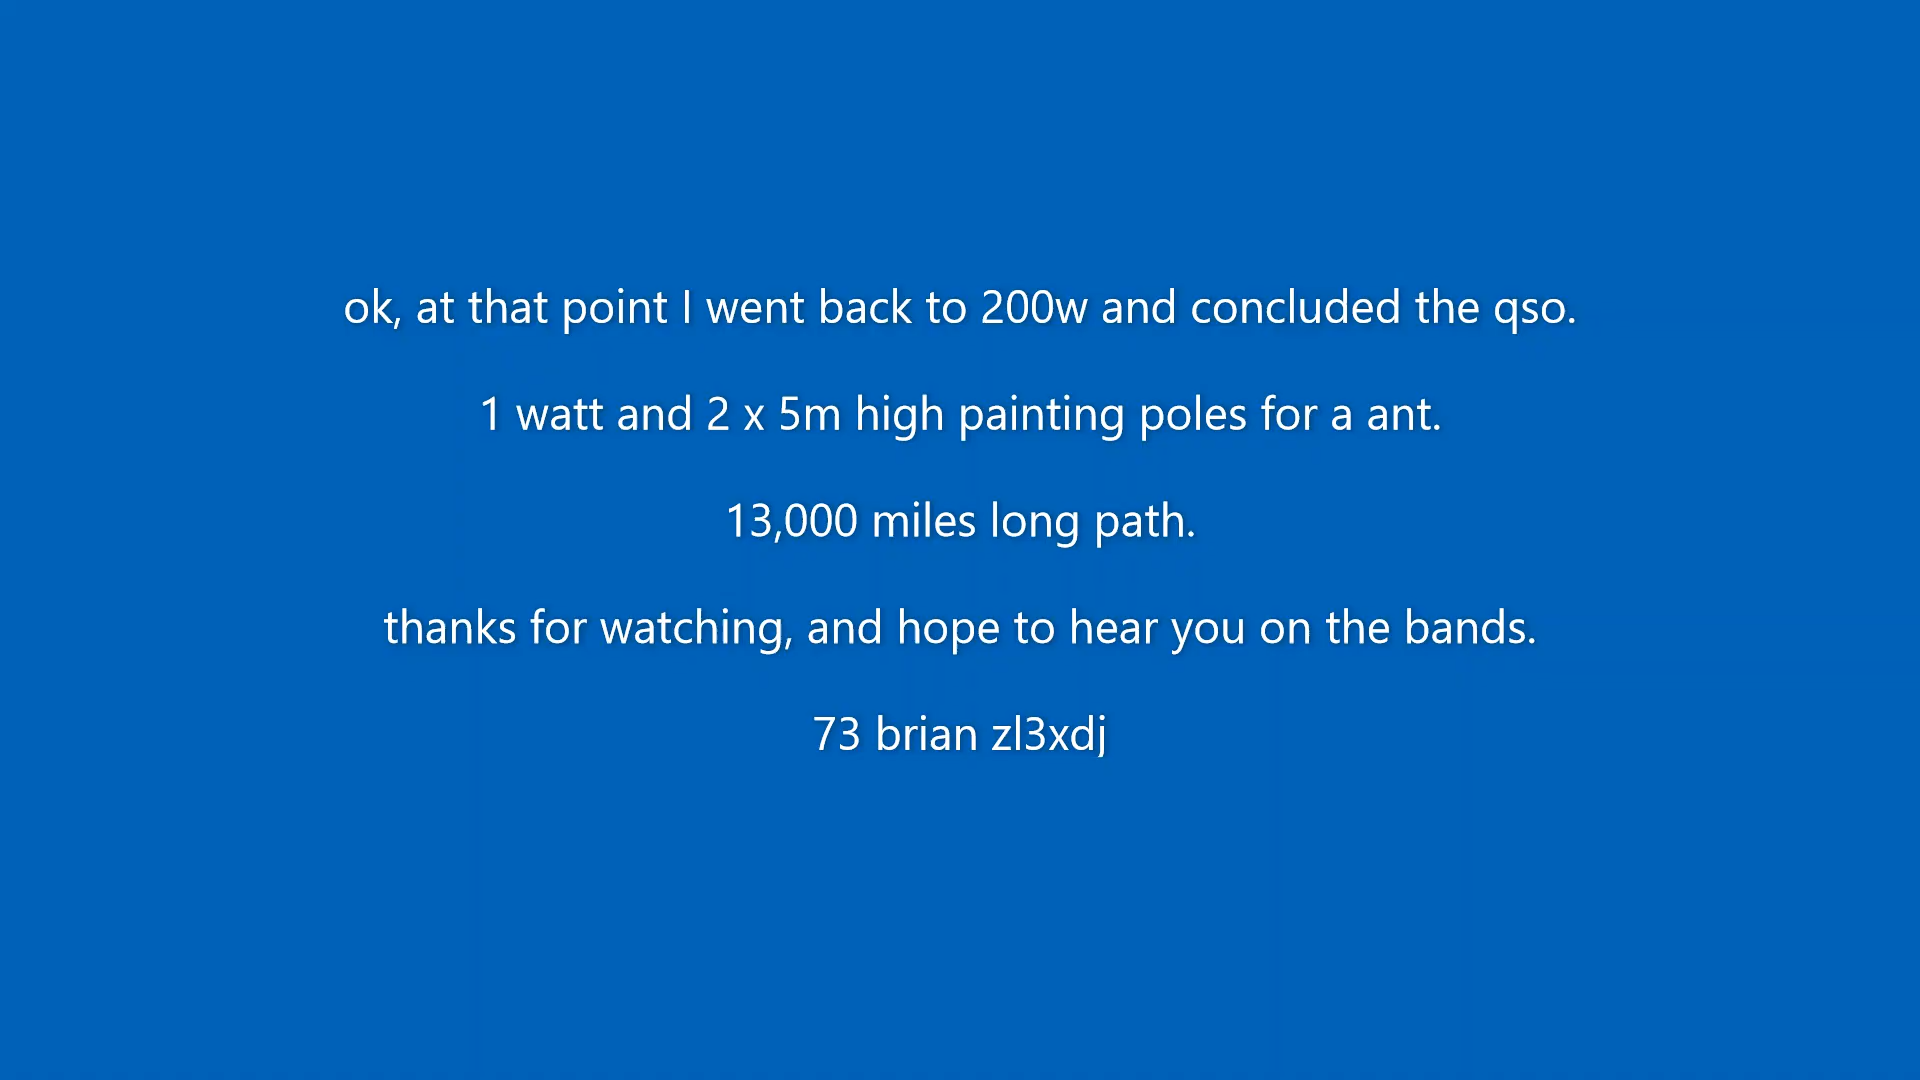 ok, at that point I went back to 200w and concluded the qso.
1 watt and 2 x 5m high painting poles for a ant.
13,000 miles long path.
thanks for watching, and hope to hear you on the bands.
73 brian zl3xdj